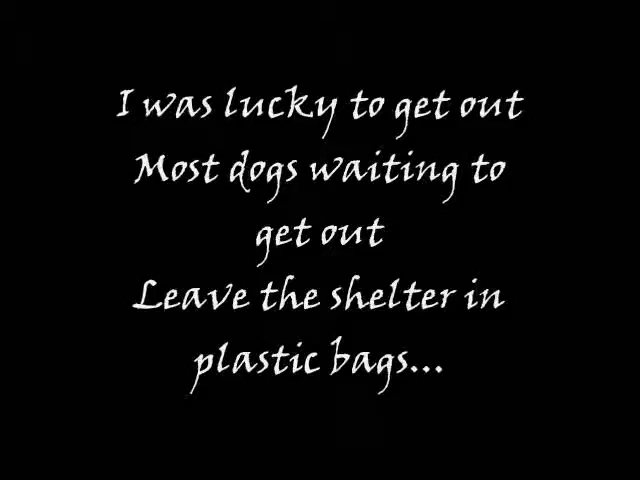 I was lucky to get out
Most dogs waiting to
get out
Leave the shelter in
plastic bags...